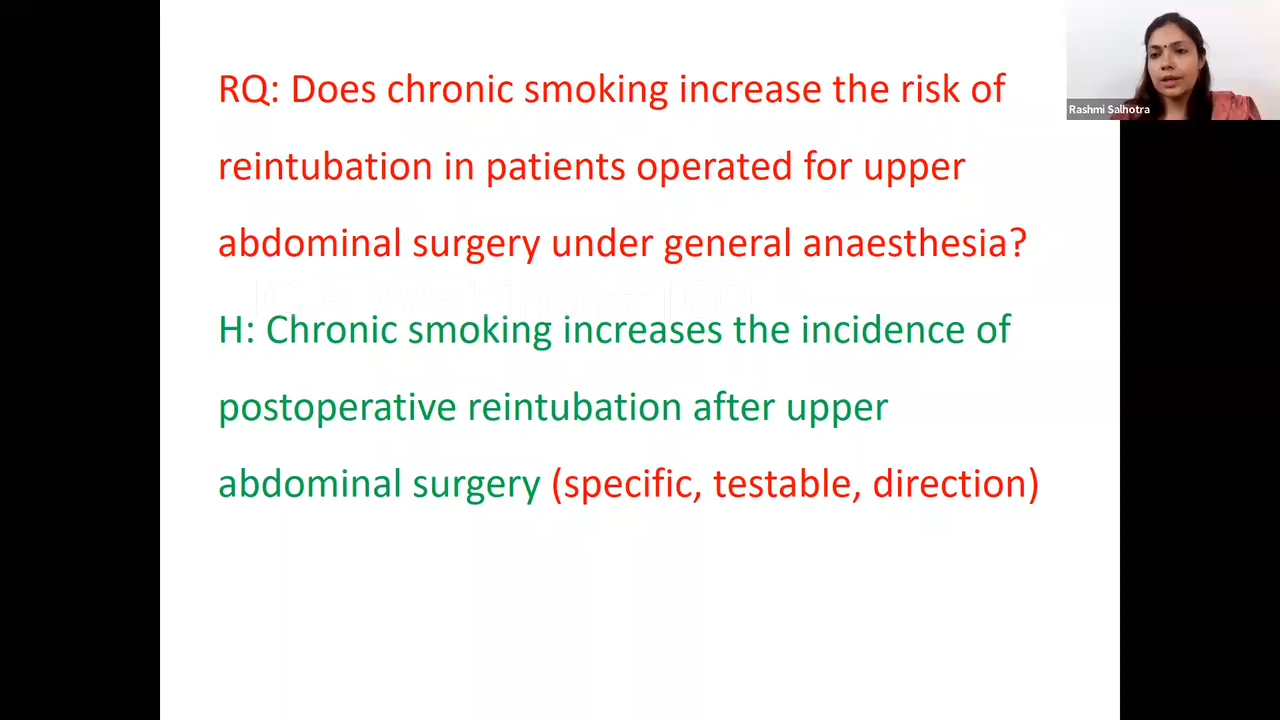 RQ: Does chronic smoking increase the risk of
reintubation in patients operated for upper
abdominal surgery under general anaesthesia?
H: Chronic smoking increases the incidence of
postoperative reintubation after upper
abdominal surgery (specific, testable, direction)
Rashmi Salhotra